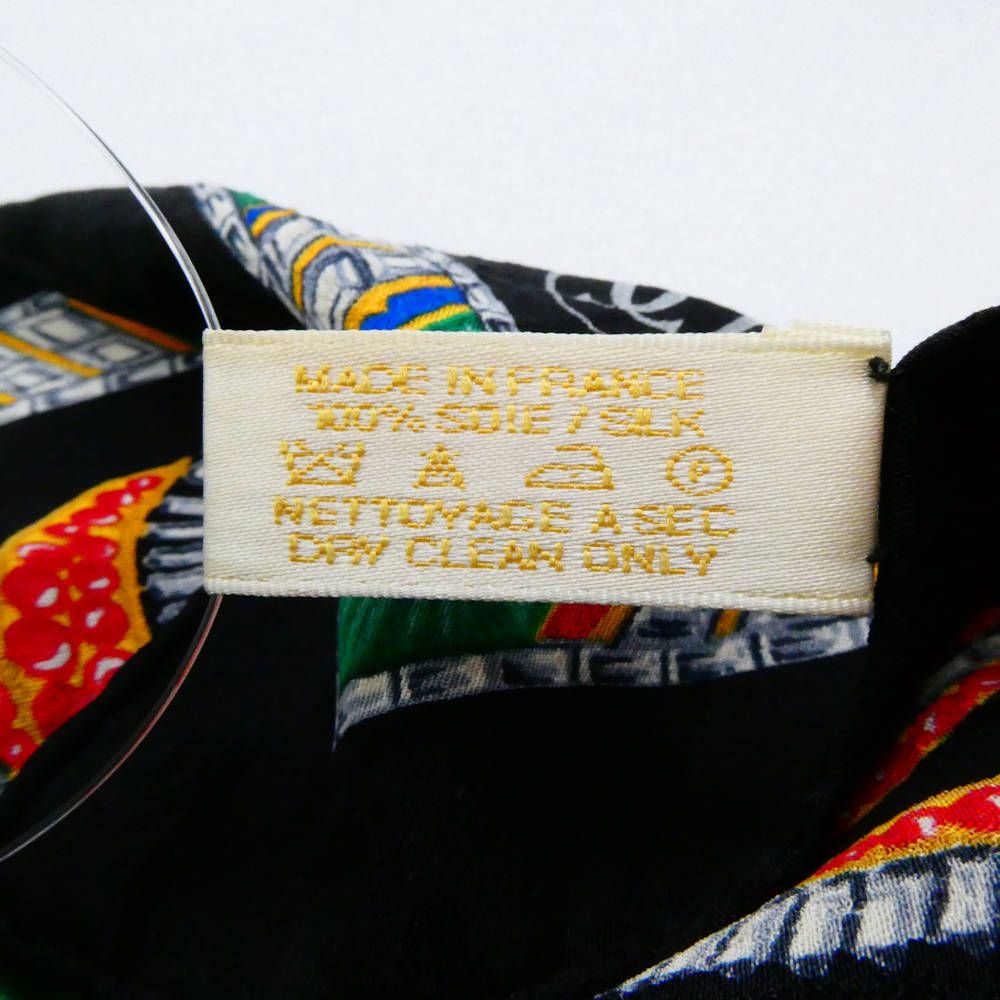 MADE IN FRANCE
100% SOIE / SILK
P
NETTOYAGE A SEC
DRY CLEAN ONLY